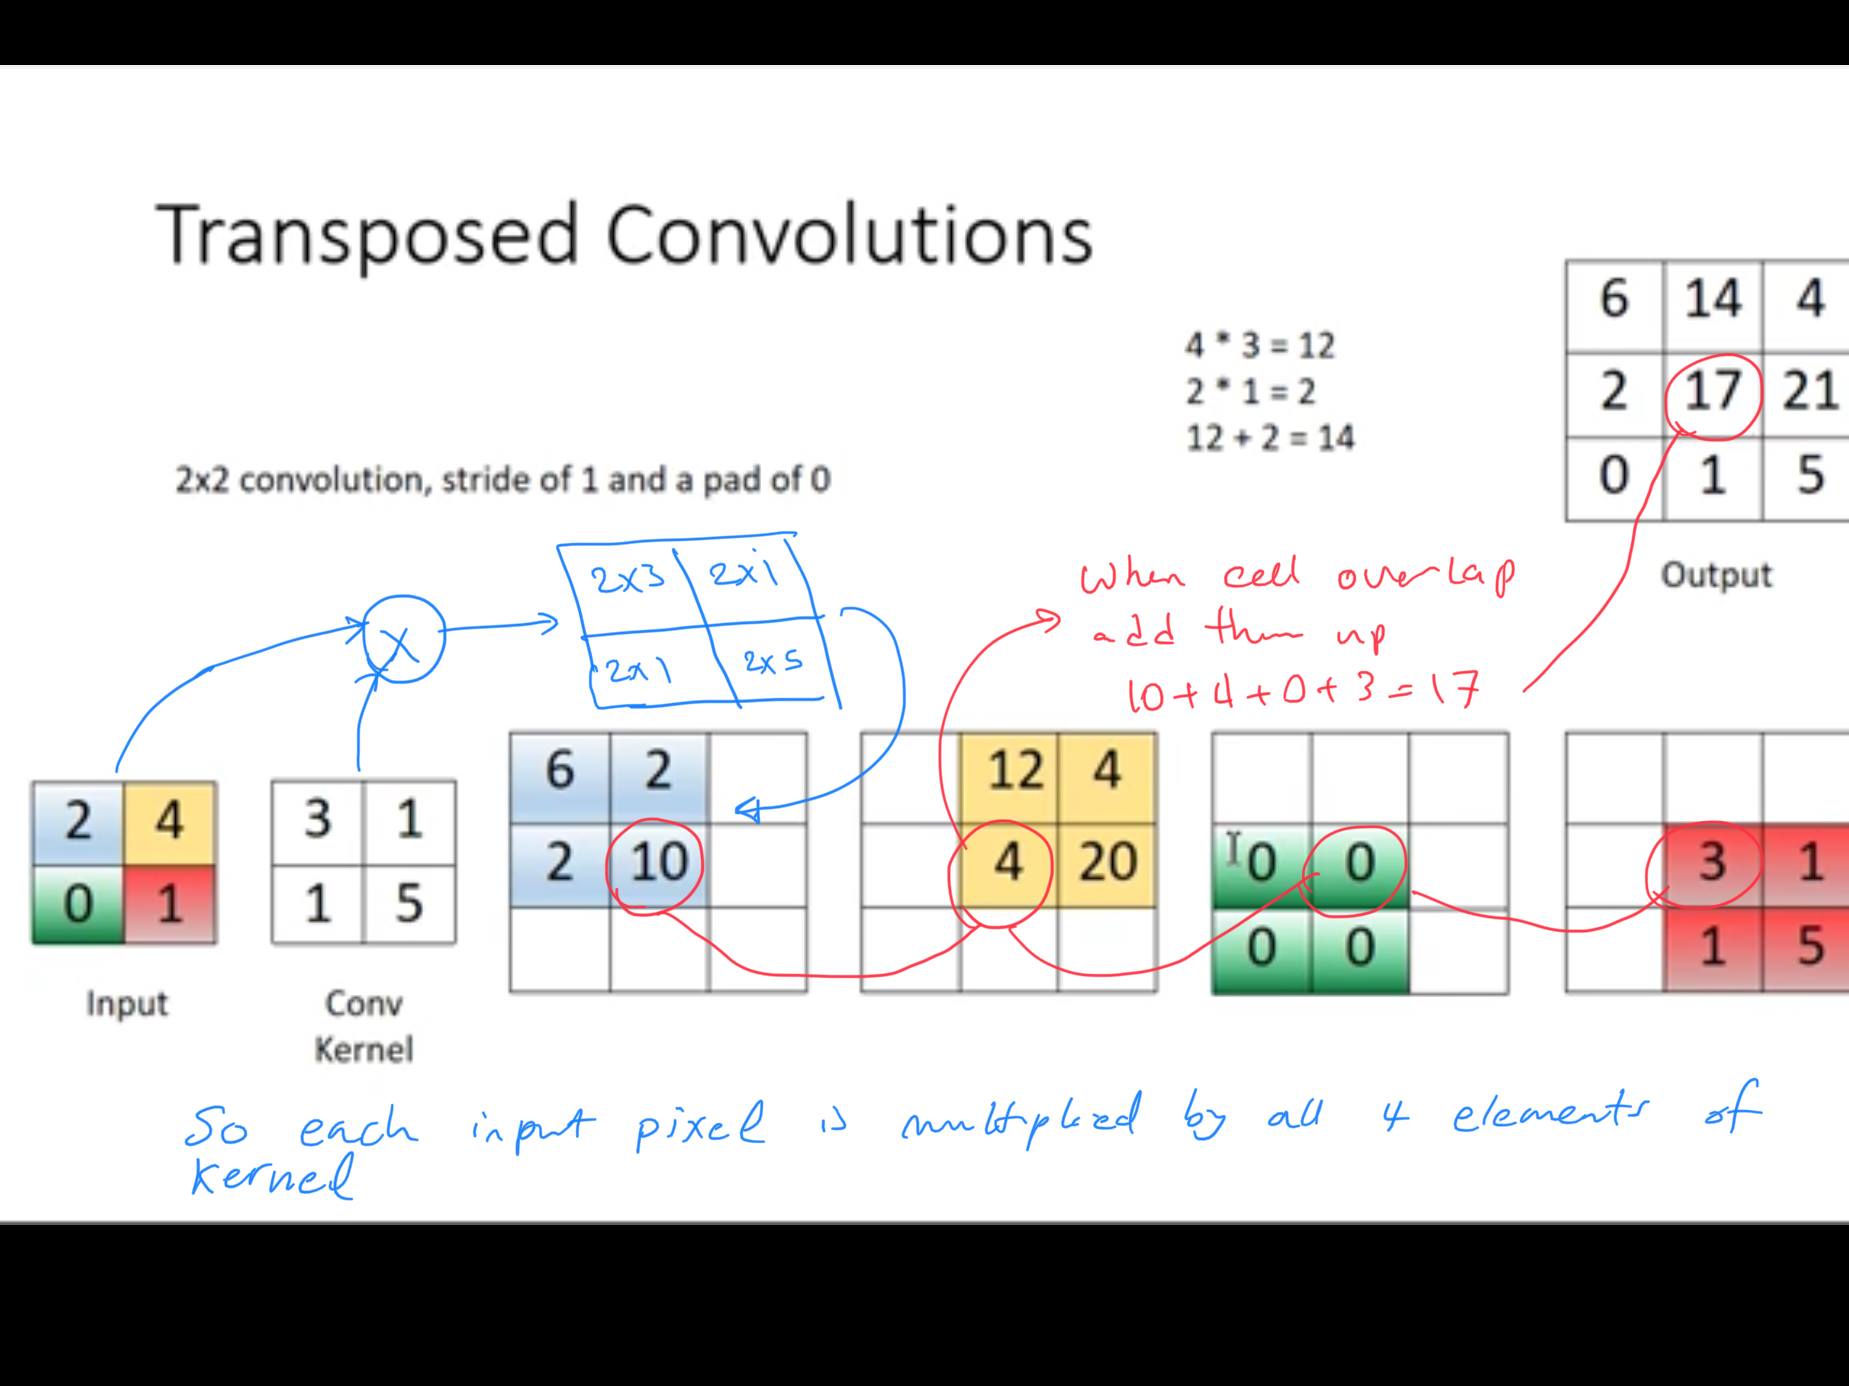 Transposed Convolutions
6 14 4
2 17 21
0 1 5
Output
4 * 3 = 12
2 * 1 = 2
12 + 2 = 14
2x2 convolution, stride of 1 and a pad of 0
2x3 2x1
2x1 2x5
X
When cell overlap
add them up
10+4+0+3=17
2 4
0 1
Input
3 1
1 5
Conv
Kernel
6 2
2 10
12 4
4 20
0 0
0 0
3 1
1 5
So each input pixel is multiplied by all 4 elements of
kernel